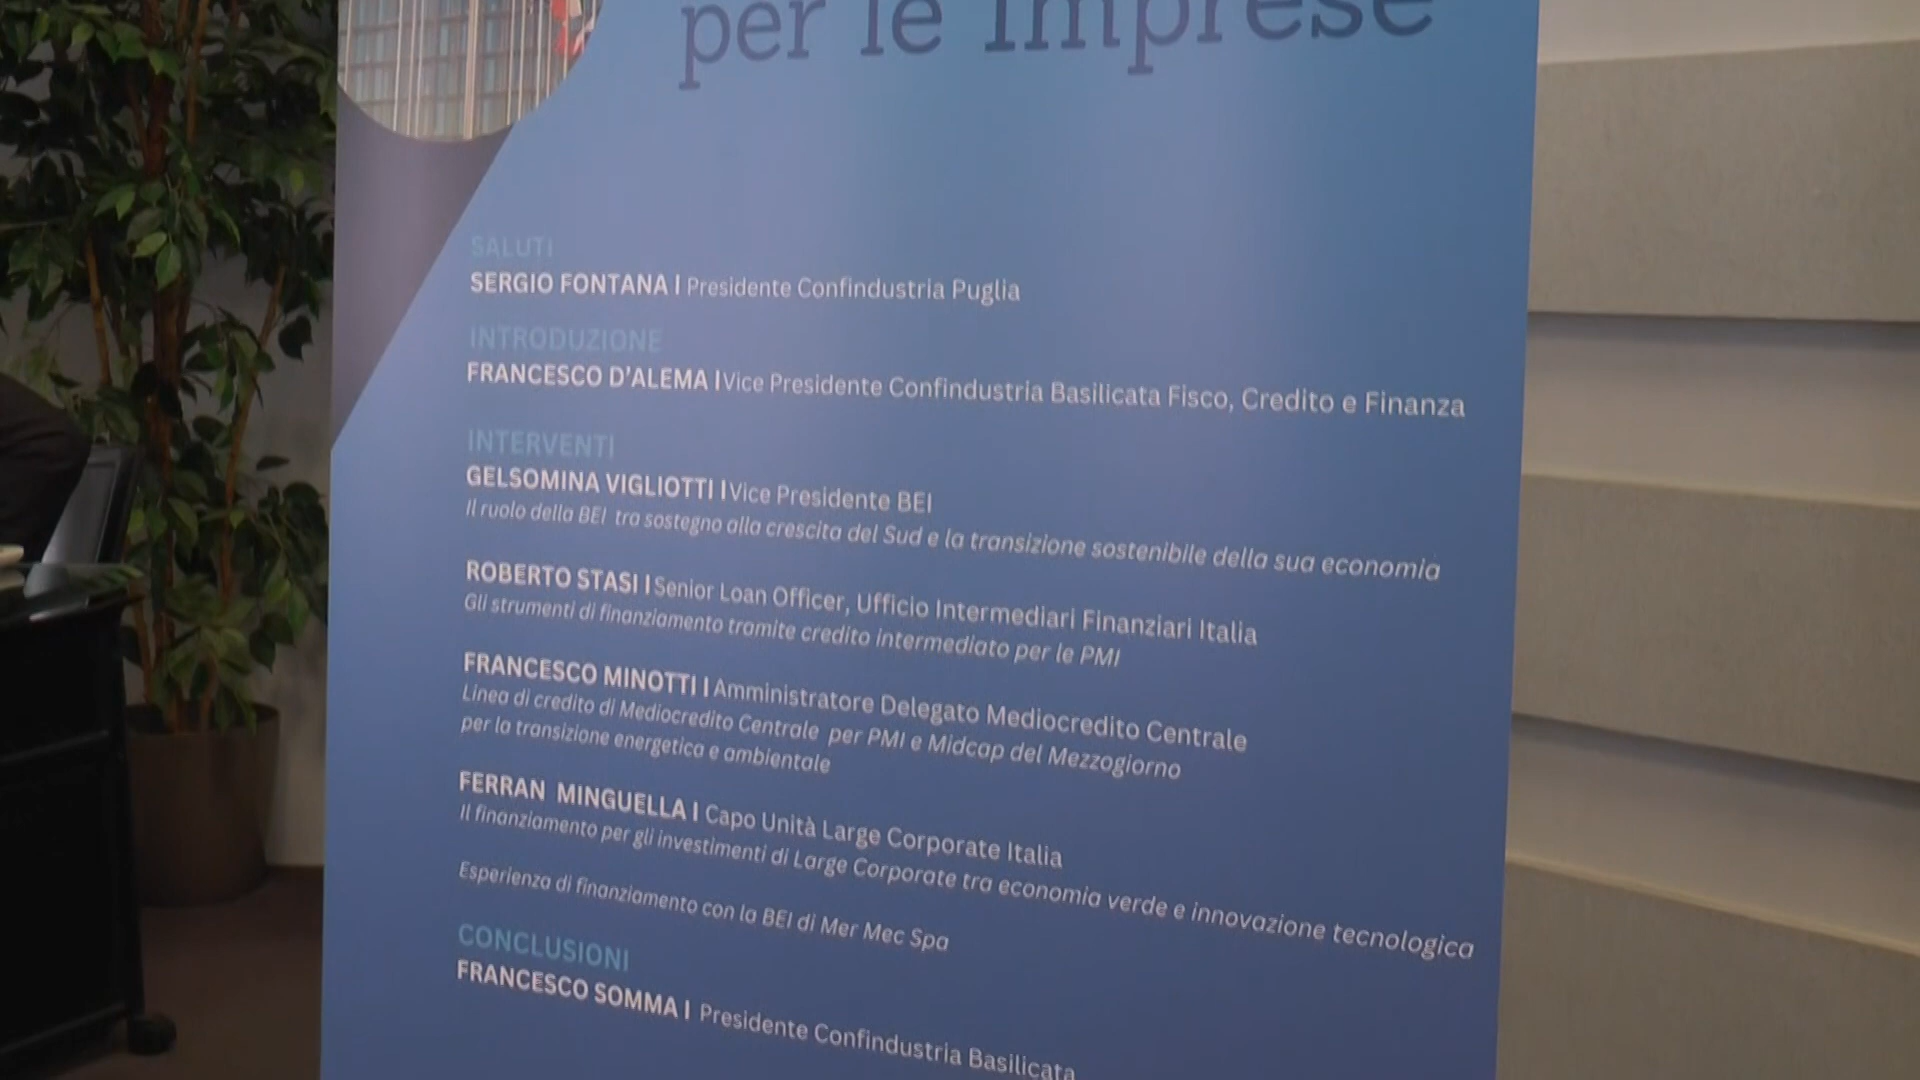 per le Imprese
SALUTI
SERGIO FONTANA | Presidente Confindustria Puglia
INTRODUZIONE
FRANCESCO D'ALEMA | Vice Presidente Confindustria Basilicata Fisco, Credito e Finanza
INTERVENTI
GELSOMINA VIGLIOTTI | Vice Presidente BEI
Il ruolo della BEI tra sostegno alla crescita del Sud e la transizione sostenibile della sua economia
ROBERTO STASI | Senior Loan Officer, Ufficio Intermediari Finanziari Italia
Gli strumenti di finanziamento tramite credito intermediato per le PMI
FRANCESCO MINOTTI | Amministratore Delegato Mediocredito Centrale
Linea di credito di Mediocredito Centrale per PMI e Midcap del Mezzogiorno
per la transizione energetica e ambientale
FERRAN MINGUELLA | Capo Unità Large Corporate Italia
Il finanziamento per gli investimenti di Large Corporate tra economia verde e innovazione tecnologica
Esperienza di finanziamento con la BEI di Mer Mec Spa
CONCLUSIONI
FRANCESCO SOMMA | Presidente Confindustria Basilicata